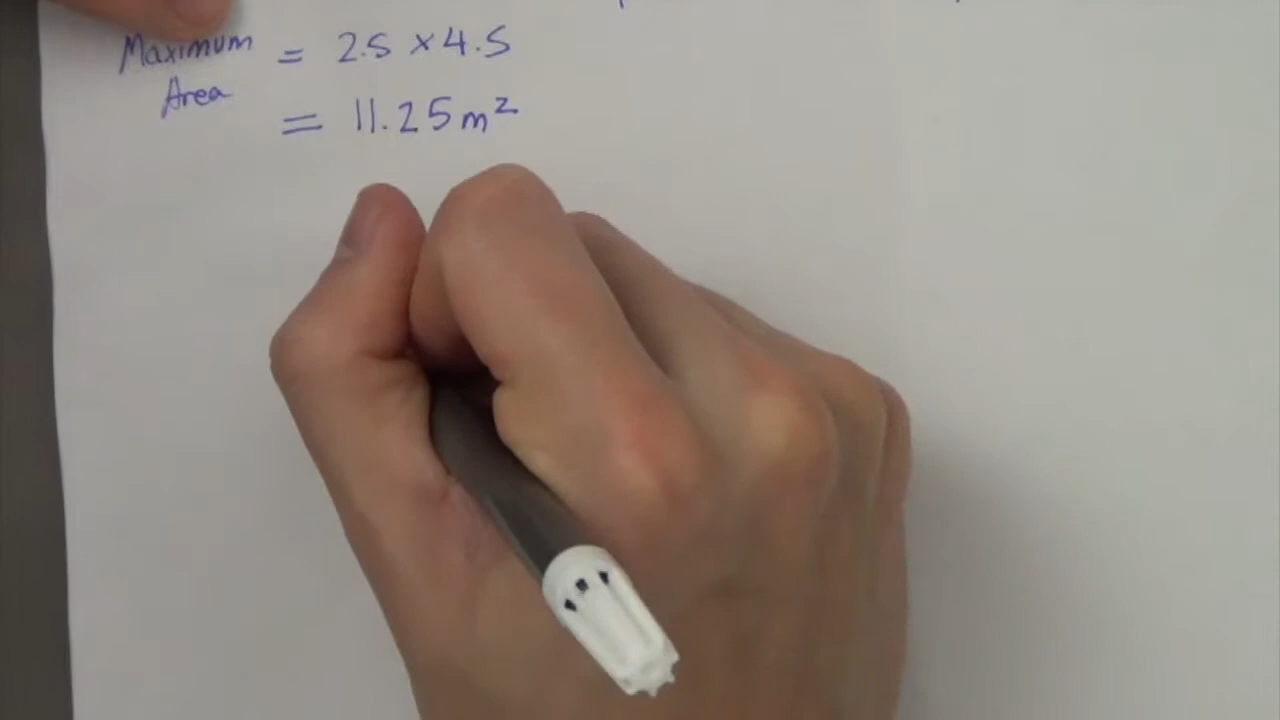 Maximum = 2.5 × 4.5
Area
= 11.25 m²